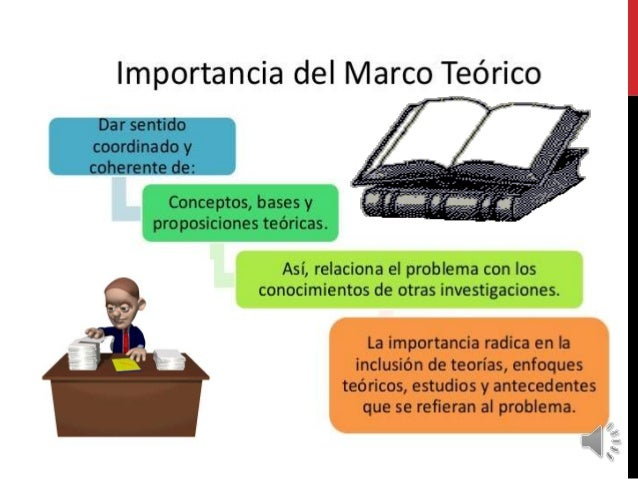 Importancia del Marco Teórico
Dar sentido
coordinado y
coherente de:
Conceptos, bases y
proposiciones teóricas.
Así, relaciona el problema con los
conocimientos de otras investigaciones.
La importancia radica en la
inclusión de teorías, enfoques
teóricos, estudios y antecedentes
que se refieran al problema.